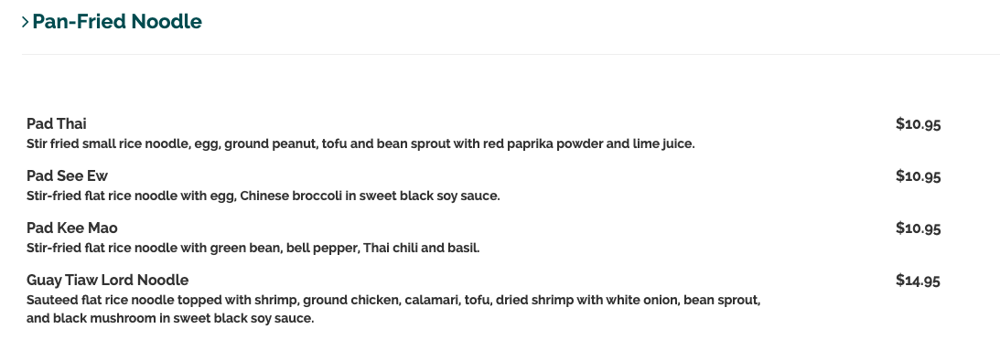 Pan-Fried Noodle
Pad Thai $10.95
Stir fried small rice noodle, egg, ground peanut, tofu and bean sprout with red paprika powder and lime juice.
Pad See Ew $10.95
Stir-fried flat rice noodle with egg, Chinese broccoli in sweet black soy sauce.
Pad Kee Mao $10.95
Stir-fried flat rice noodle with green bean, bell pepper, Thai chili and basil.
Guay Tiaw Lord Noodle $14.95
Sauteed flat rice noodle topped with shrimp, ground chicken, calamari, tofu, dried shrimp with white onion, bean sprout,
and black mushroom in sweet black soy sauce.